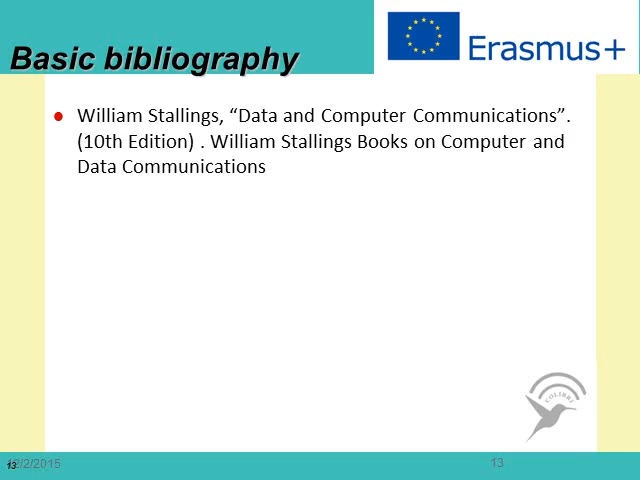 Basic bibliography
Erasmus+
William Stallings, “Data and Computer Communications”.
(10th Edition) . William Stallings Books on Computer and
Data Communications
COLIBRI
13
/2/2015
13